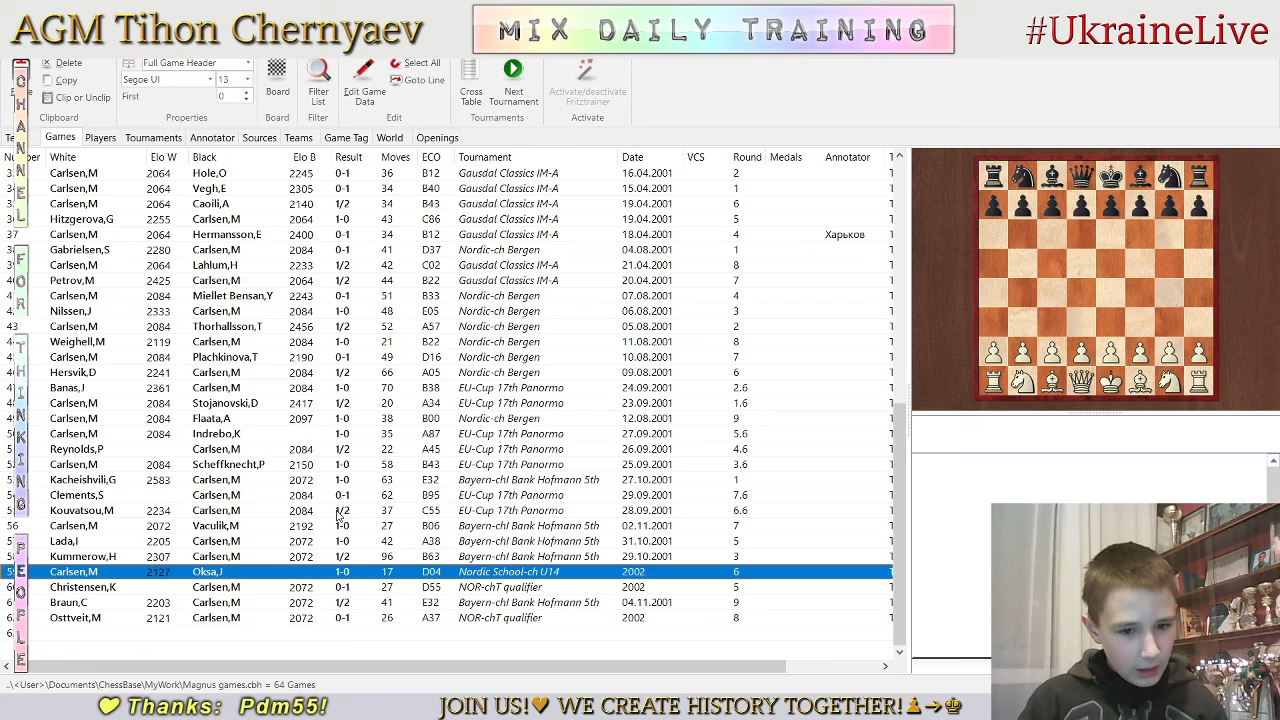 AGM Tihon Chernyaev
MIX DAILY TRAINING
#UkraineLive
CHANNEL FOR THINKING PEOPLE
Delete
Copy
Clip or Unclip
Clipboard
Full Game Header
Segoe UI 13
First 0
Properties
Board
Board
Filter List
Filter
Edit Game Data
Select All
Goto Line
Edit
Cross Table
Next Tournament
Tournaments
Activate/deactivate Fritztrainer
Activate
Games Players Tournaments Annotator Sources Teams Game Tag World Openings
White Elo W Black Elo B Result Moves ECO Tournament Date VCS Round Medals Annotator
Carlsen,M 2064 Hole,O 2245 0-1 36 B12 Gausdal Classics IM-A 16.04.2001 2
Carlsen,M 2064 Vegh,E 2305 0-1 34 B40 Gausdal Classics IM-A 15.04.2001 1
Carlsen,M 2064 Caoili,A 2140 1/2 34 B41 Gausdal Classics IM-A 19.04.2001 6
Hitzgerova,G 2255 Carlsen,M 2064 1-0 43 C86 Gausdal Classics IM-A 19.04.2001 5
37 Carlsen,M 2064 Hermansson,E 2400 0-1 34 B12 Gausdal Classics IM-A 18.04.2001 4 Харьков
Gabrielsen,S 2280 Carlsen,M 2084 0-1 41 D37 Nordic-ch Bergen 04.08.2001 1
Carlsen,M 2064 Lahlum,H 2233 1/2 42 C02 Gausdal Classics IM-A 21.04.2001 8
Petrov,M 2425 Carlsen,M 2064 1/2 44 B22 Gausdal Classics IM-A 20.04.2001 7
Carlsen,M 2084 Miellet Bensan,Y 2243 0-1 51 B33 Nordic-ch Bergen 07.08.2001 4
Nilssen,J 2333 Carlsen,M 2084 1-0 48 E05 Nordic-ch Bergen 06.08.2001 3
43 Carlsen,M 2084 Thorhallsson,T 2456 1/2 52 A57 Nordic-ch Bergen 05.08.2001 2
Weighell,M 2119 Carlsen,M 2084 1-0 21 B22 Nordic-ch Bergen 11.08.2001 8
Carlsen,M 2084 Plachkinova,T 2190 0-1 49 D16 Nordic-ch Bergen 10.08.2001 7
Hersvik,D 2241 Carlsen,M 2084 1/2 66 A05 Nordic-ch Bergen 09.08.2001 6
Banas,J 2361 Carlsen,M 2084 1-0 70 B38 EU-Cup 17th Panormo 24.09.2001 2.6
Carlsen,M 2084 Stojanovski,D 2417 1/2 20 A34 EU-Cup 17th Panormo 23.09.2001 1.6
Carlsen,M 2084 Flaata,A 2097 1-0 38 B00 Nordic-ch Bergen 12.08.2001 9
Carlsen,M 2084 Indrebo,K 1-0 35 A87 EU-Cup 17th Panormo 27.09.2001 5.6
Reynolds,P Carlsen,M 2084 1/2 22 A45 EU-Cup 17th Panormo 26.09.2001 4.6
Carlsen,M 2084 Scheffknecht,P 2150 1-0 58 B43 EU-Cup 17th Panormo 25.09.2001 3.6
Kacheishvili,G 2583 Carlsen,M 2072 1-0 63 E32 Bayern-chl Bank Hofmann 5th 27.10.2001 1
Clements,S Carlsen,M 2084 0-1 62 B95 EU-Cup 17th Panormo 29.09.2001 7.6
Kouvatsou,M 2234 Carlsen,M 2084 1/2 37 C55 EU-Cup 17th Panormo 28.09.2001 6.6
56 Carlsen,M 2072 Vaculik,M 2192 1-0 27 B06 Bayern-chl Bank Hofmann 5th 02.11.2001 7
Lada,I 2205 Carlsen,M 2072 1-0 42 A38 Bayern-chl Bank Hofmann 5th 31.10.2001 5
Kummerow,H 2307 Carlsen,M 2072 1/2 96 B63 Bayern-chl Bank Hofmann 5th 29.10.2001 3
Carlsen,M 2127 Oksa,J 1-0 17 D04 Nordic School-ch U14 2002 6
Christensen,K Carlsen,M 2072 0-1 27 D55 NOR-chT qualifier 2002 5
Braun,C 2203 Carlsen,M 2072 1/2 41 E32 Bayern-chl Bank Hofmann 5th 04.11.2001 9
Osttveit,M 2121 Carlsen,M 2072 0-1 26 A37 NOR-chT qualifier 2002 8
..\<User>\Documents\ChessBase\MyWork\Magnus games.cbh = 64 Games
Thanks: Pdm55!
JOIN US! WE CREATE HISTORY TOGETHER!